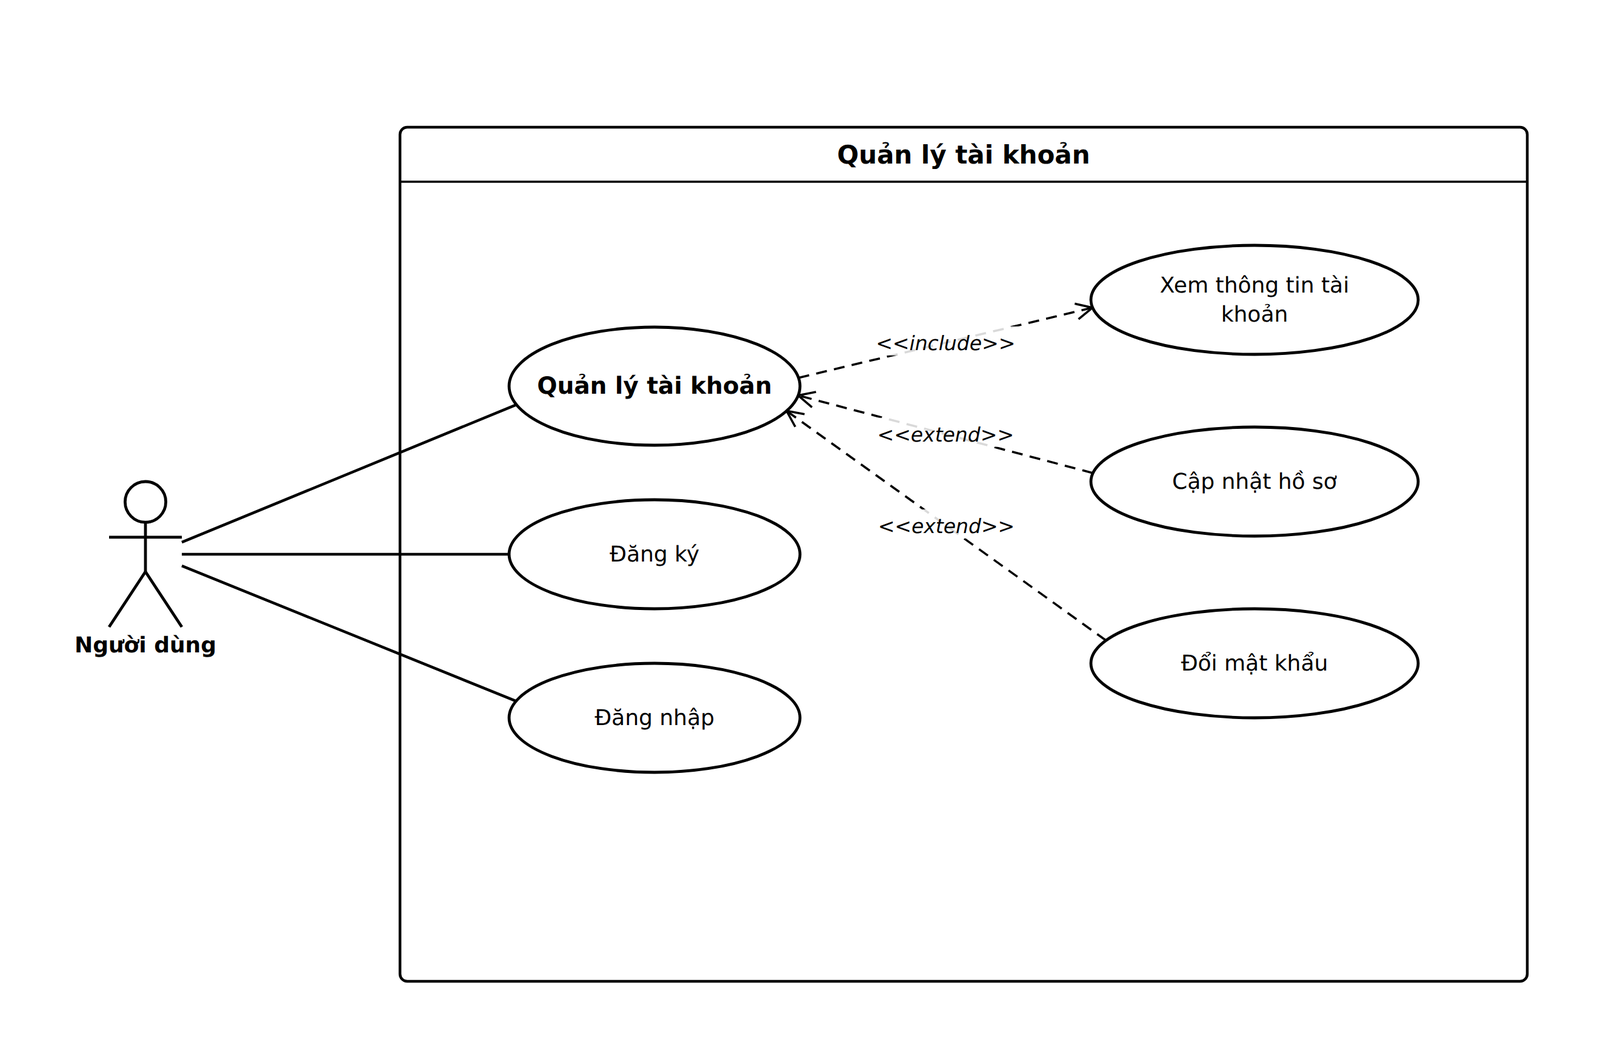 Quản lý tài khoản
Xem thông tin tài
khoản
<<include>>
Quản lý tài khoản
<<extend>>
Cập nhật hồ sơ
<<extend>>
Đăng ký
Người dùng
Đổi mật khẩu
Đăng nhập